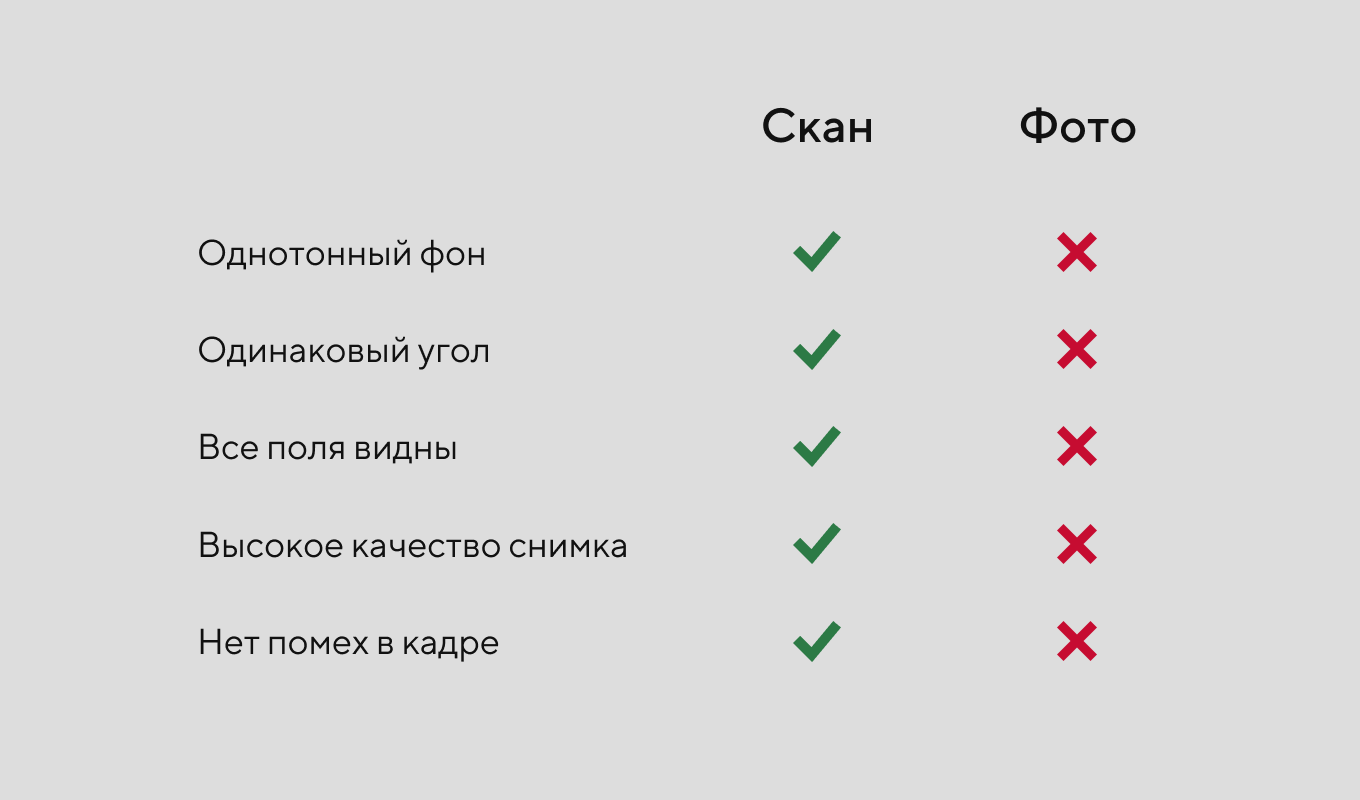 Скан Фото
Однотонный фон
Одинаковый угол
Все поля видны
Высокое качество снимка
Нет помех в кадре